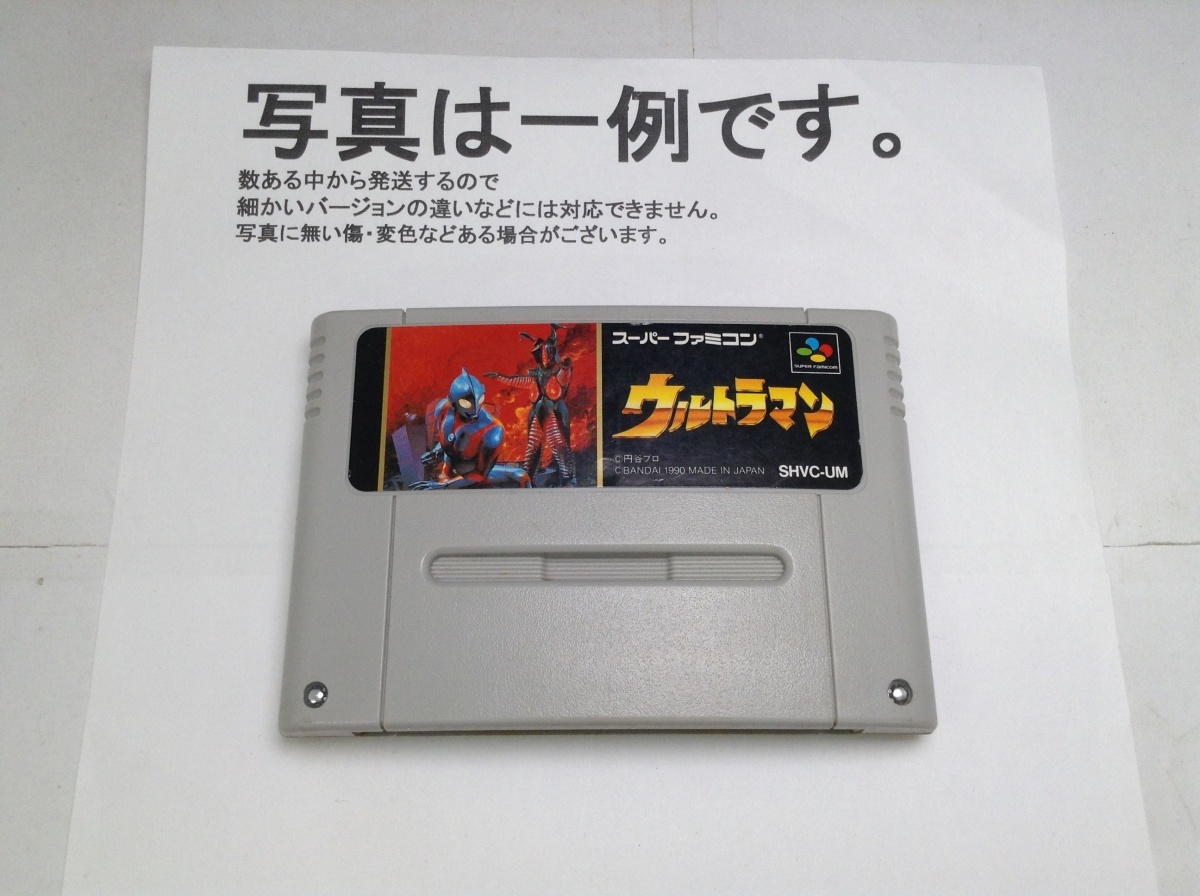 写真は一例です。
数ある中から発送するので
細かいバージョンの違いなどには対応できません。
写真に無い傷・変色などある場合がございます。
スーパーファミコン®
SUPER FAMICOM
ウルトラマン
©円谷プロ
©BANDAI 1990 MADE IN JAPAN
SHVC-UM